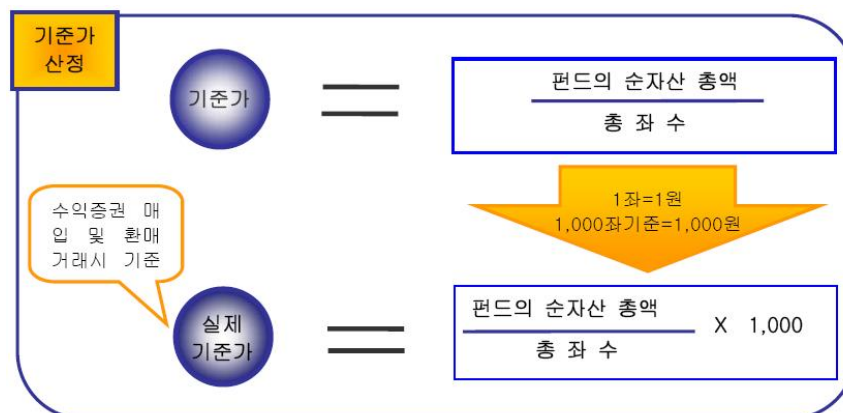 기준가
산정
기준가
펀드의 순자산 총액
총 좌 수
1좌=1원
1,000좌기준=1,000원
수익증권 매
입 및 환매
거래시 기준
실제
기준가
펀드의 순자산 총액
총 좌 수
X 1,000